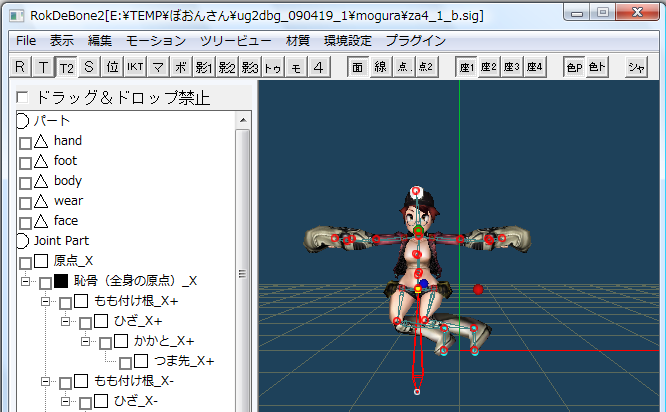 RokDeBone2[E:¥TEMP¥ぽおんさん¥ug2dbg_090419_1¥mogura¥za4_1_b.sig]
File 表示 編集 モーション ツリービュー 材質 環境設定 プラグイン
R T T2 S 位 IKT マ ボ 影1 影2 影3 トゥ モ 4 面 線 点. 点2 座1 座2 座3 座4 色P 色ト シャ
ドラッグ＆ドロップ禁止
パート
hand
foot
body
wear
face
Joint Part
原点_X
恥骨（全身の原点）_X
もも付け根_X+
ひざ_X+
かかと_X+
つま先_X+
もも付け根_X-
ひざ_X-